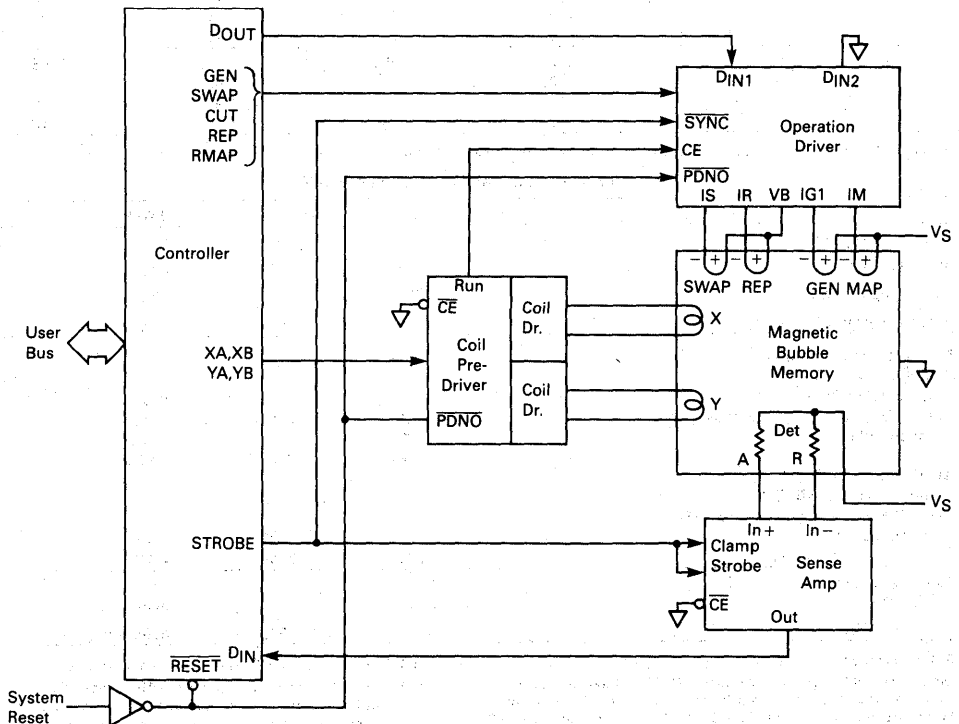 DOUT
GEN
SWAP
CUT
REP
RMAP
Controller
User
Bus
XA,XB
YA,YB
STROBE
DIN
RESET
System
Reset
DIN1
DIN2
SYNC
CE
PDNO
Operation
Driver
IS IR VB IG1 IM
VS
Run
CE
Coil
Pre-
Driver
PDNO
Coil
Dr.
Coil
Dr.
- + - + - + - +
SWAP REP GEN MAP
X
Magnetic
Bubble
Memory
Y
Det
A R
VS
In+ In-
Clamp
Strobe
Sense
Amp
CE
Out